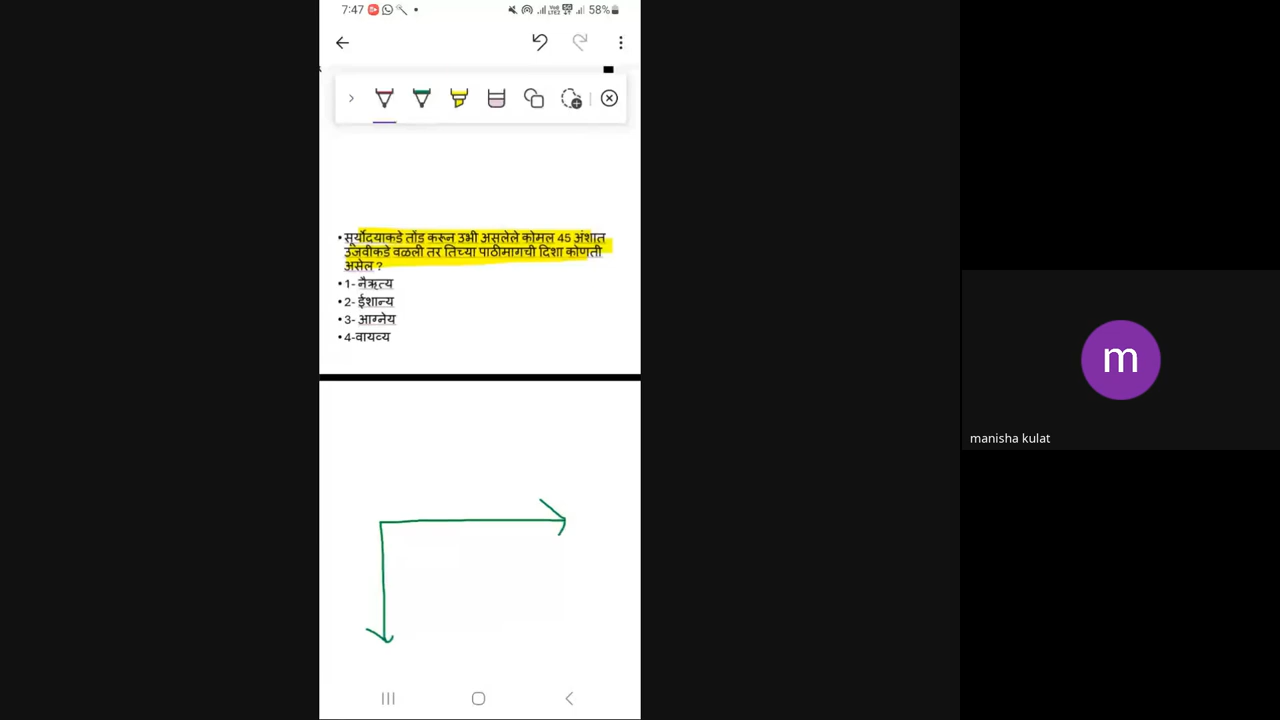 7:47
58%
• सूर्योदयाकडे तोंड करून उभी असलेले कोमल 45 अंशात
उजवीकडे वळली तर तिच्या पाठीमागची दिशा कोणती
असेल ?
• 1- नैऋत्य
• 2- ईशान्य
• 3- आग्नेय
• 4-वायव्य
m
manisha kulat